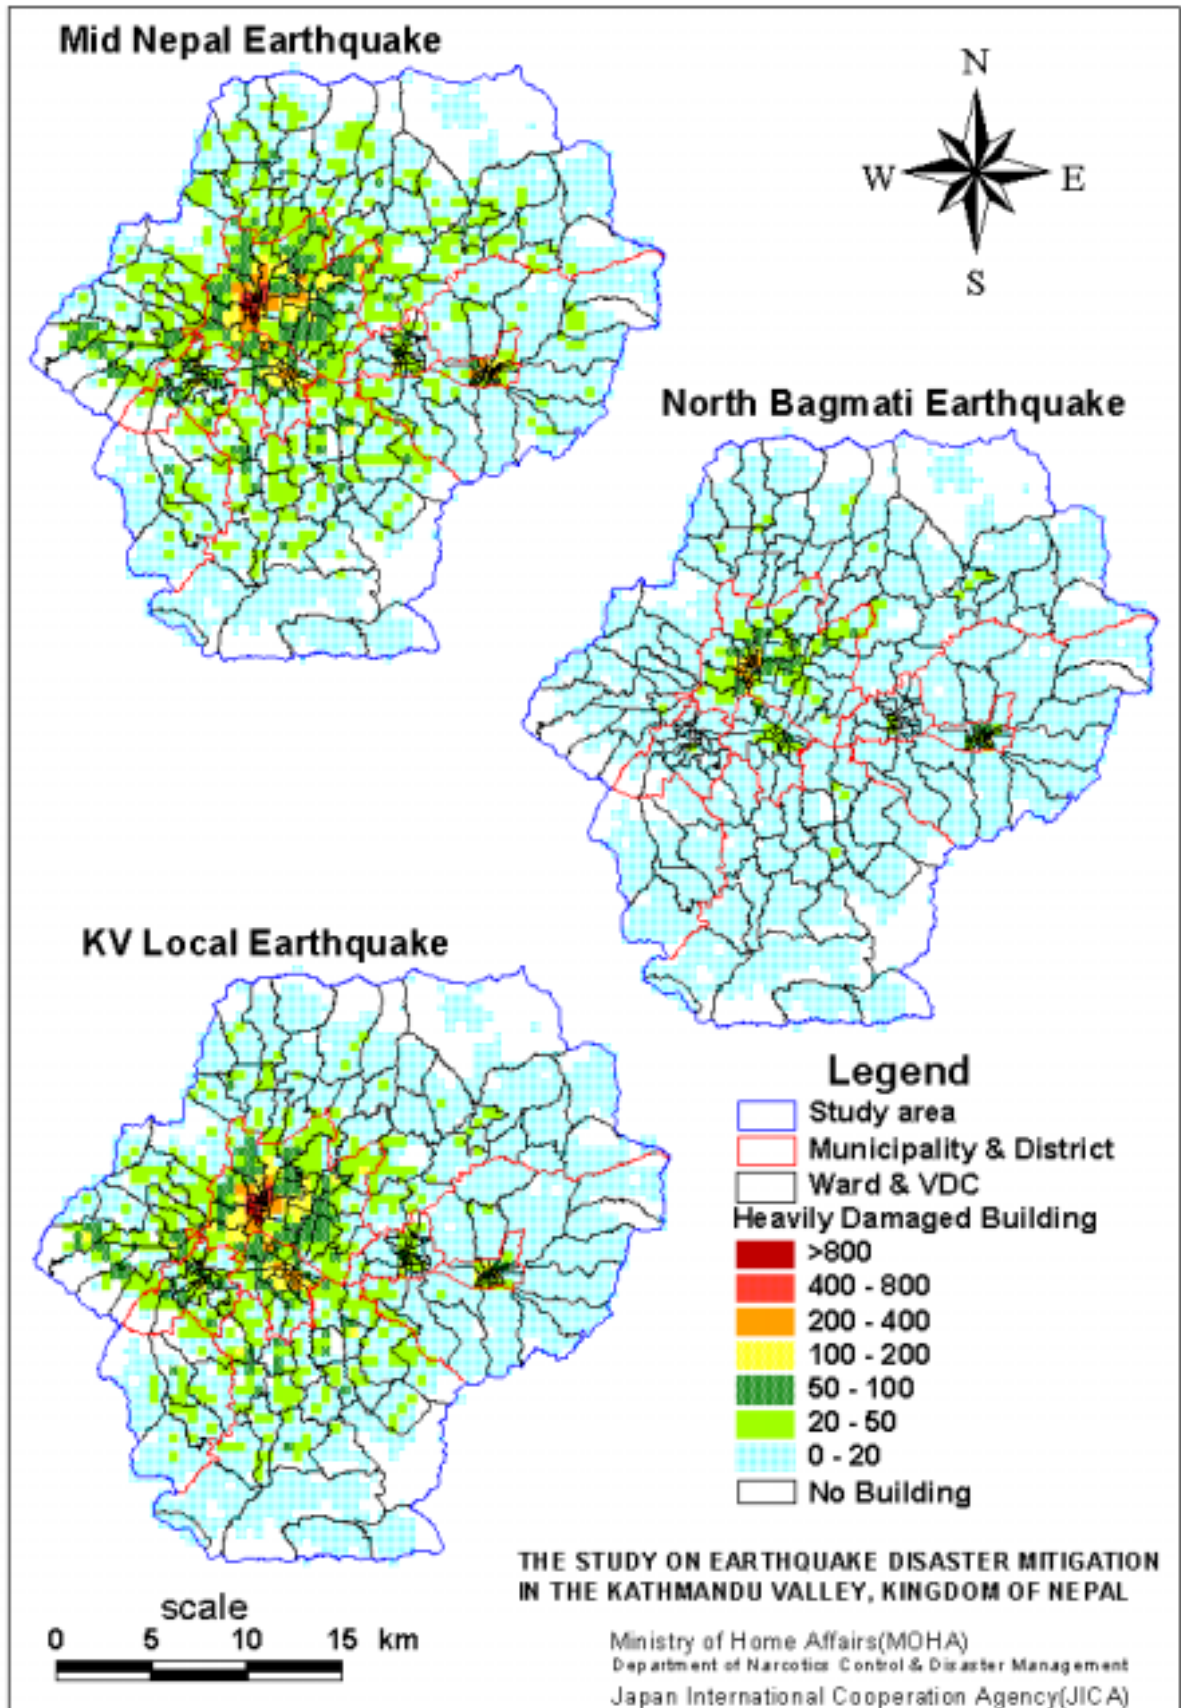 Mid Nepal Earthquake
N
W
E
S
North Bagmati Earthquake
KV Local Earthquake
Legend
Study area
Municipality & District
Ward & VDC
Heavily Damaged Building
>800
400 - 800
200 - 400
100 - 200
50 - 100
20 - 50
0 - 20
No Building
THE STUDY ON EARTHQUAKE DISASTER MITIGATION
IN THE KATHMANDU VALLEY, KINGDOM OF NEPAL
scale
0 5 10 15 km
Ministry of Home Affairs(MOHA)
Department of Narcotics Control & Disaster Management
Japan International Cooperation Agency(JICA)